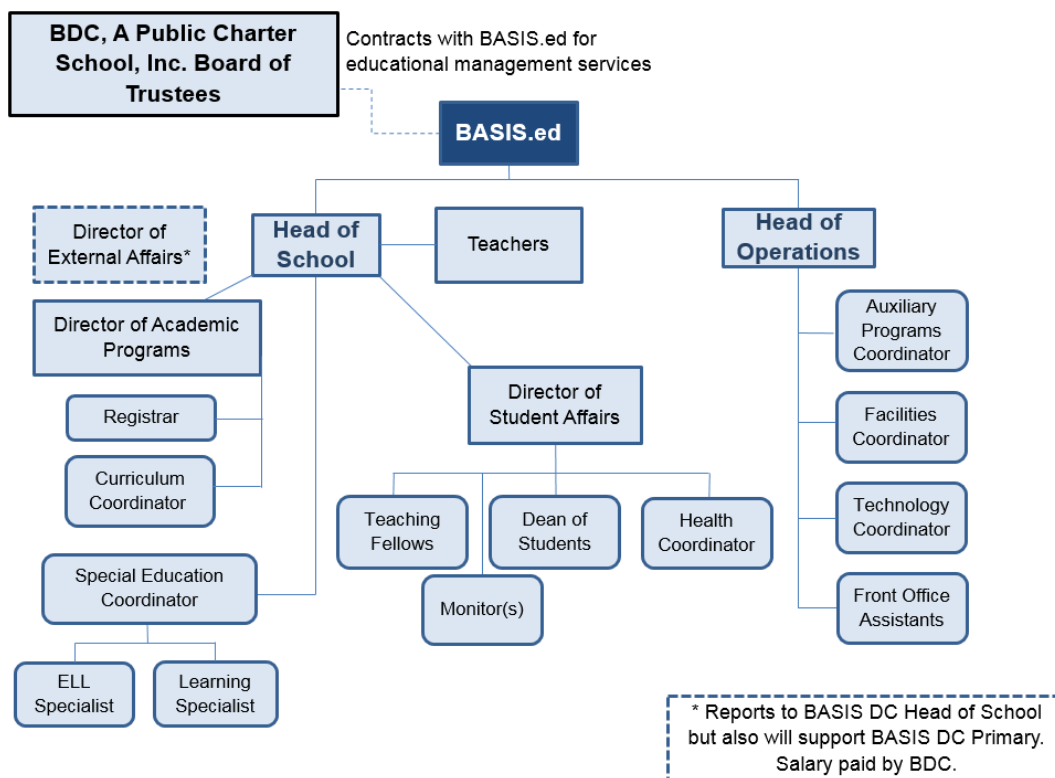 BDC, A Public Charter
School, Inc. Board of
Trustees
Contracts with BASIS.ed for
educational management services
BASIS.ed
Director of
External Affairs*
Head of
School
Teachers
Head of
Operations
Director of Academic
Programs
Registrar
Curriculum
Coordinator
Special Education
Coordinator
ELL
Specialist
Learning
Specialist
Director of
Student Affairs
Teaching
Fellows
Monitor(s)
Dean of
Students
Health
Coordinator
Auxiliary
Programs
Coordinator
Facilities
Coordinator
Technology
Coordinator
Front Office
Assistants
* Reports to BASIS DC Head of School
but also will support BASIS DC Primary.
Salary paid by BDC.